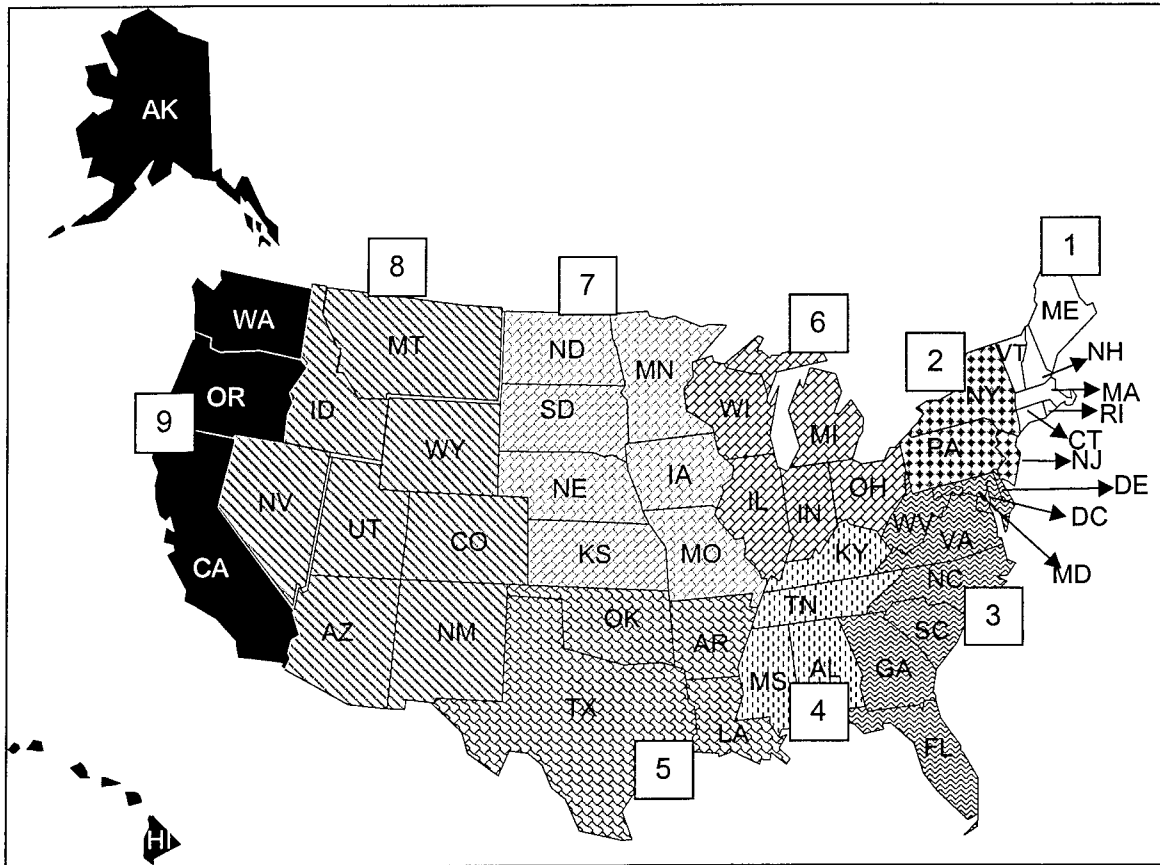 AK
1
8
7
ME
WA
6
MT
ND
VT
NH
MN
2
OR
NY
MA
9
ID
SD
WI
RI
MI
CT
WY
PA
NJ
NE
IA
OH
DE
NV
IL
IN
WV
DC
UT
CO
VA
CA
KS
MO
KY
MD
NC
TN
3
AZ
NM
OK
SC
AR
GA
MS
AL
TX
4
LA
FL
5
HI